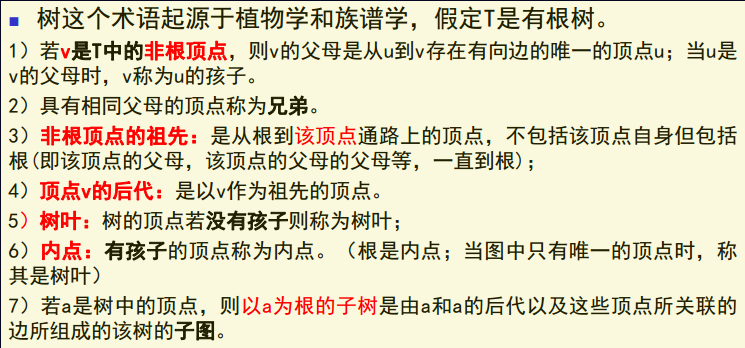 ■ 树这个术语起源于植物学和族谱学，假定T是有根树。
1）若v是T中的非根顶点，则v的父母是从u到v存在有向边的唯一的顶点u；当u是
v的父母时，v称为u的孩子。
2）具有相同父母的顶点称为兄弟。
3）非根顶点的祖先：是从根到该顶点通路上的顶点，不包括该顶点自身但包括
根(即该顶点的父母，该顶点的父母的父母等，一直到根)；
4）顶点v的后代：是以v作为祖先的顶点。
5）树叶：树的顶点若没有孩子则称为树叶；
6）内点：有孩子的顶点称为内点。（根是内点；当图中只有唯一的顶点时，称
其是树叶）
7）若a是树中的顶点，则以a为根的子树是由a和a的后代以及这些顶点所关联的
边所组成的该树的子图。